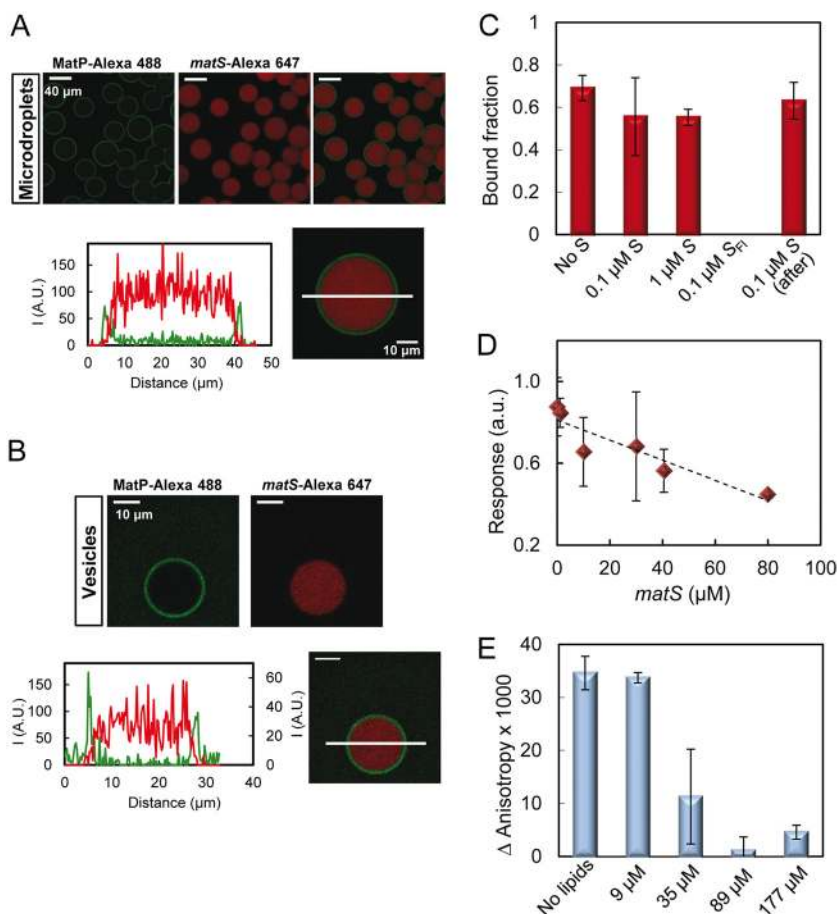 A
MatP-Alexa 488
matS-Alexa 647
Microdroplets
40 µm
I (A.U.)
150
100
50
0
0 10 20 30 40 50
Distance (µm)
10 µm
B
MatP-Alexa 488
matS-Alexa 647
Vesicles
10 µm
I (A.U.)
150
100
50
0
60
40
20
0
I (A.U.)
0 10 20 30 40
Distance (µm)
C
Bound fraction
1
0.8
0.6
0.4
0.2
0
No S
0.1 µM S
1 µM S
0.1 µM SFl
0.1 µM S
(after)
D
Response (a.u.)
1.0
0.6
0.2
0 20 40 60 80 100
matS (µM)
E
Δ Anisotropy x 1000
40
30
20
10
0
No lipids
9 µM
35 µM
89 µM
177 µM